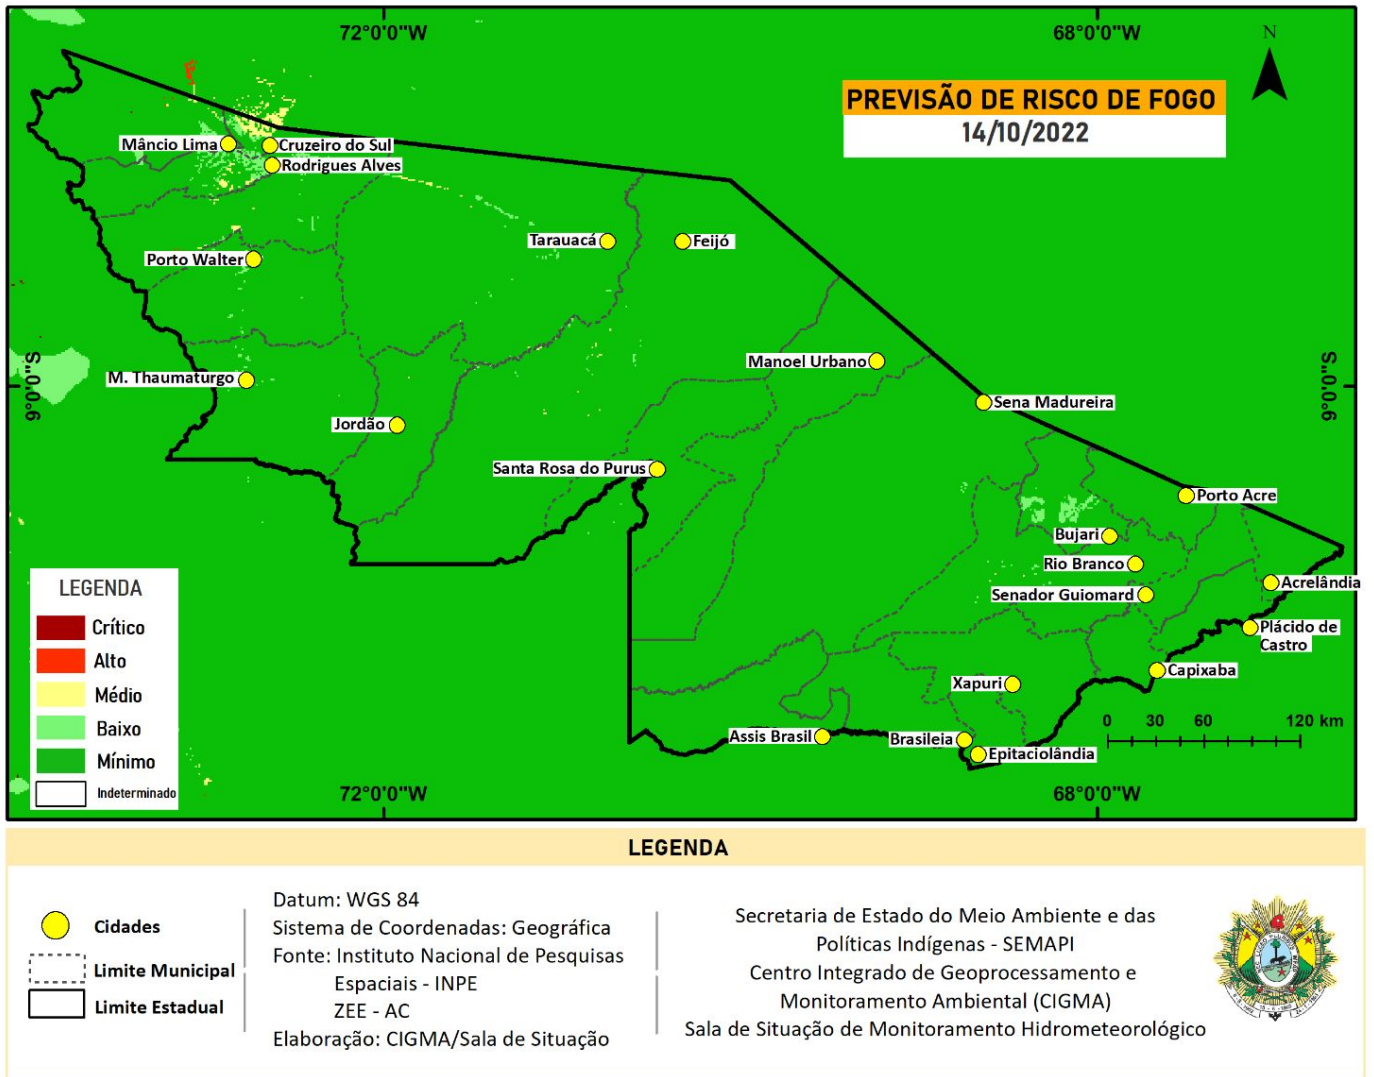 72°0'0"W
68°0'0"W
N
PREVISÃO DE RISCO DE FOGO
14/10/2022
Mâncio Lima
Cruzeiro do Sul
Rodrigues Alves
Tarauacá
Feijó
Porto Walter
Manoel Urbano
9°0'0"S
9°0'0"S
M. Thaumaturgo
Sena Madureira
Jordão
Santa Rosa do Purus
Porto Acre
Bujari
Rio Branco
Acrelândia
Senador Guiomard
Plácido de
Castro
Capixaba
Xapuri
Assis Brasil
Brasileia
Epitaciolândia
0 30 60 120 km
LEGENDA
Crítico
Alto
Médio
Baixo
Mínimo
Indeterminado
72°0'0"W
68°0'0"W
LEGENDA
Cidades
Limite Municipal
Limite Estadual
Datum: WGS 84
Sistema de Coordenadas: Geográfica
Fonte: Instituto Nacional de Pesquisas
Espaciais - INPE
ZEE - AC
Elaboração: CIGMA/Sala de Situação
Secretaria de Estado do Meio Ambiente e das
Políticas Indígenas - SEMAPI
Centro Integrado de Geoprocessamento e
Monitoramento Ambiental (CIGMA)
Sala de Situação de Monitoramento Hidrometeorológico